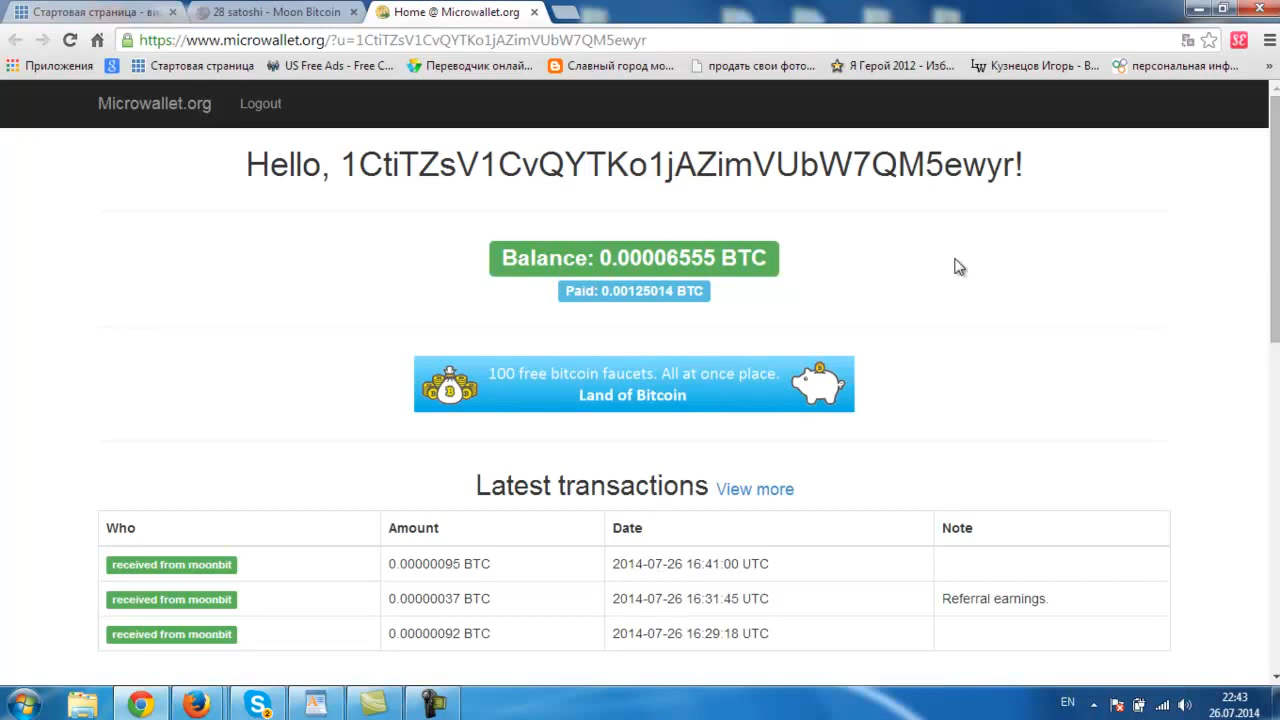 Стартовая страница - ви
28 satoshi - Moon Bitcoin
Home @ Microwallet.org
https://www.microwallet.org/?u=1CtiTZsV1CvQYTKo1jAZimVUbW7QM5ewyr
Приложения
Стартовая страница
US Free Ads - Free C...
Переводчик онлай...
Славный город мо...
продать свои фото...
Я Герой 2012 - Изб...
Кузнецов Игорь - В...
персональная инф...
»
Microwallet.org
Logout
Hello, 1CtiTZsV1CvQYTKo1jAZimVUbW7QM5ewyr!
Balance: 0.00006555 BTC
Paid: 0.00125014 BTC
100 free bitcoin faucets. All at once place.
Land of Bitcoin
Latest transactions View more
Who Amount Date Note
received from moonbit 0.00000095 BTC 2014-07-26 16:41:00 UTC
received from moonbit 0.00000037 BTC 2014-07-26 16:31:45 UTC Referral earnings.
received from moonbit 0.00000092 BTC 2014-07-26 16:29:18 UTC
EN
22:43
26.07.2014